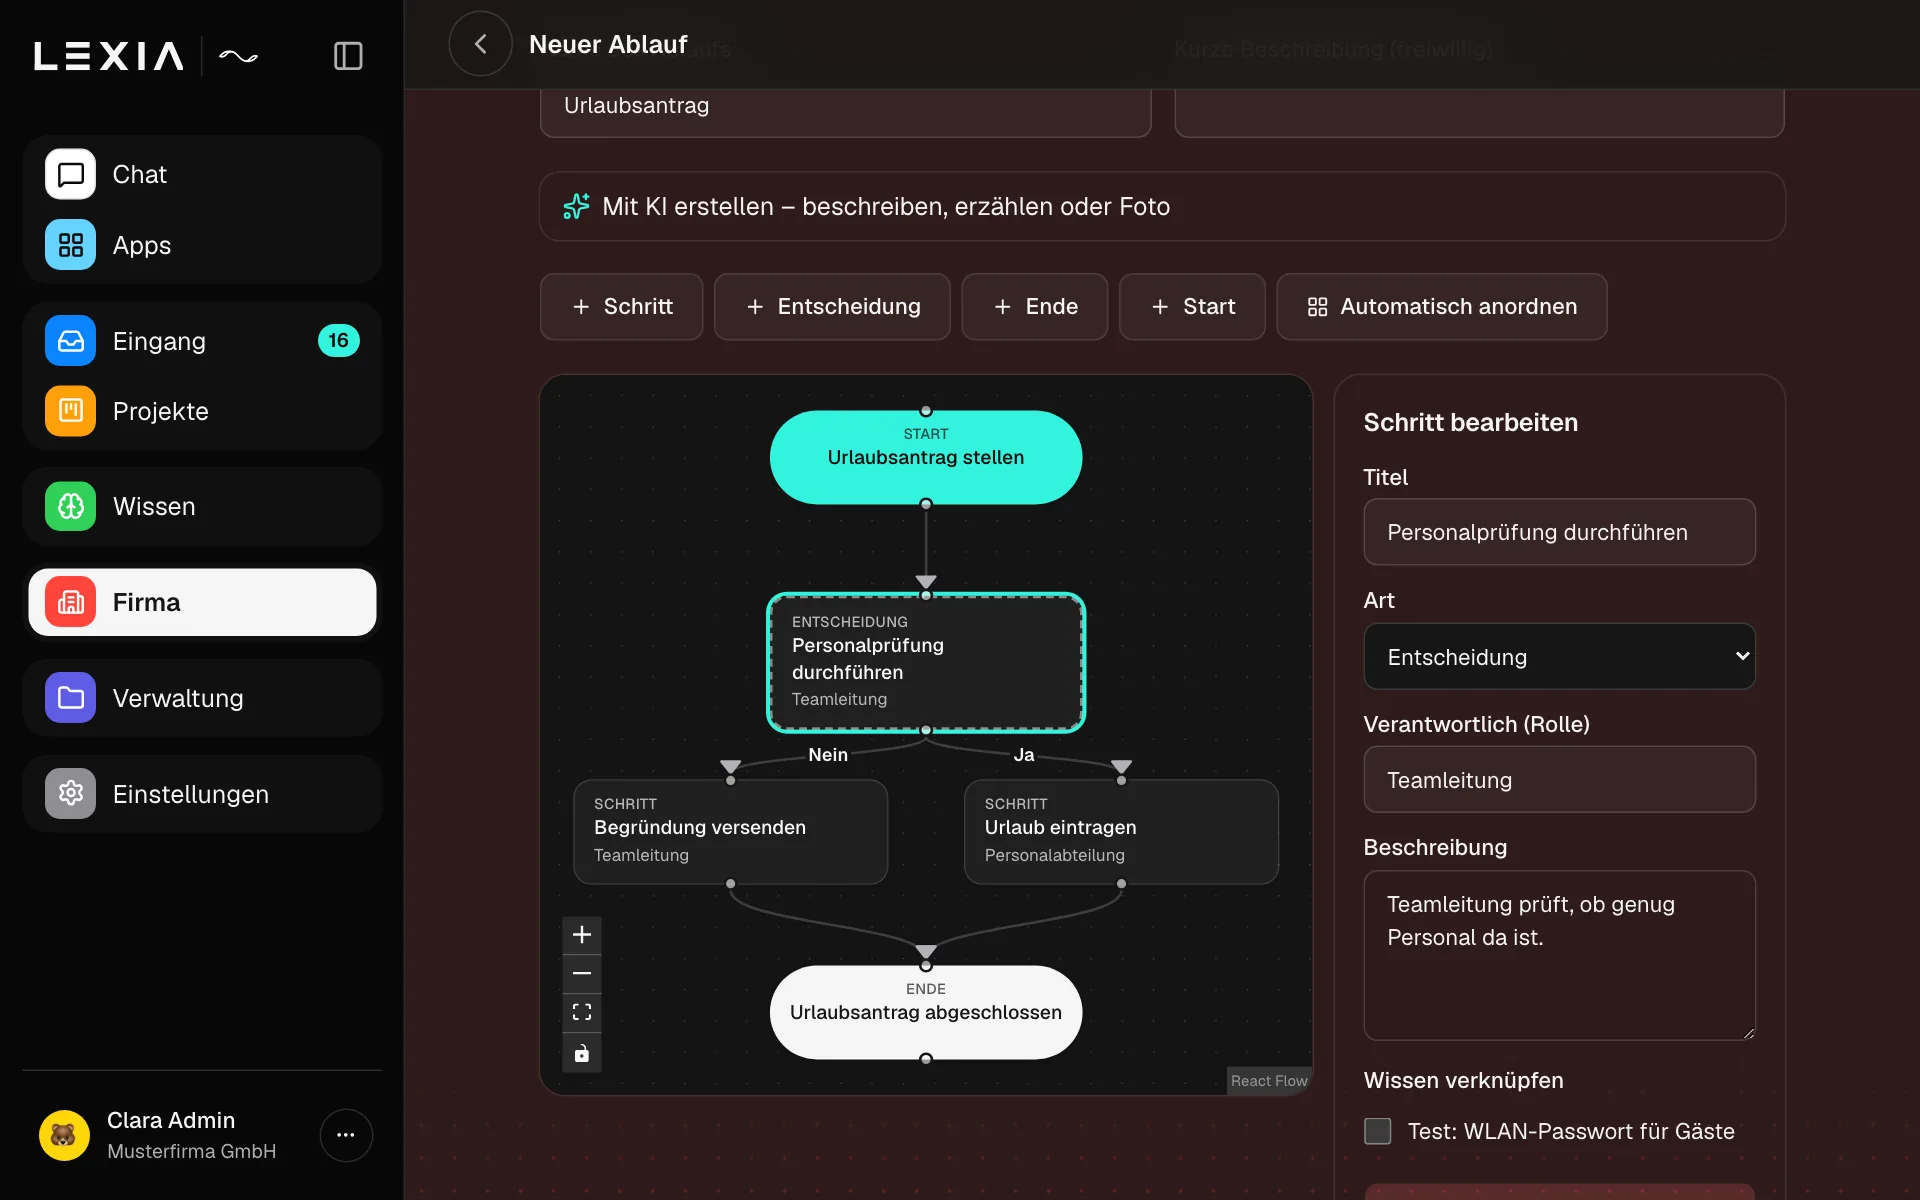 LEXIA
Chat
Apps
Eingang
16
Projekte
Wissen
Firma
Verwaltung
Einstellungen
Clara Admin
Musterfirma GmbH
Neuer Ablauf
Kurze Beschreibung (freiwillig)
Urlaubsantrag
Mit KI erstellen – beschreiben, erzählen oder Foto
Schritt
Entscheidung
Ende
Start
Automatisch anordnen
START
Urlaubsantrag stellen
ENTSCHEIDUNG
Personalprüfung
durchführen
Teamleitung
Nein
Ja
SCHRITT
Begründung versenden
Teamleitung
SCHRITT
Urlaub eintragen
Personalabteilung
ENDE
Urlaubsantrag abgeschlossen
React Flow
Schritt bearbeiten
Titel
Personalprüfung durchführen
Art
Entscheidung
Verantwortlich (Rolle)
Teamleitung
Beschreibung
Teamleitung prüft, ob genug
Personal da ist.
Wissen verknüpfen
Test: WLAN-Passwort für Gäste